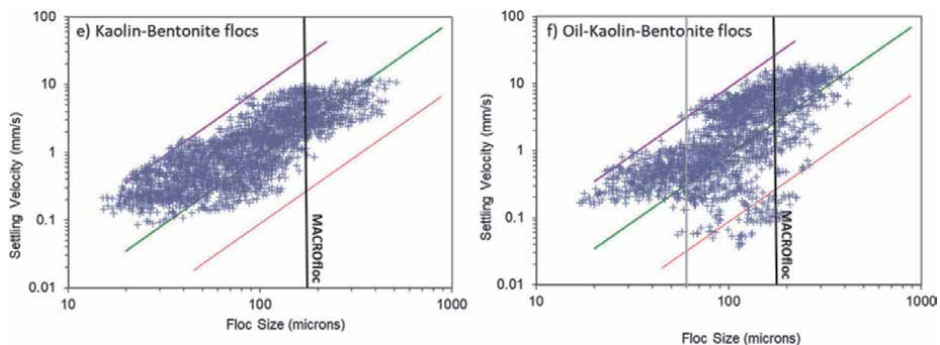 e) Kaolin-Bentonite flocs
100
10
1
0.1
0.01
Settling Velocity (mm/s)
MACROfloc
10
100
1000
Floc Size (microns)
f) Oil-Kaolin-Bentonite flocs
100
10
1
0.1
0.01
Settling Velocity (mm/s)
MACROfloc
10
100
1000
Floc Size (microns)